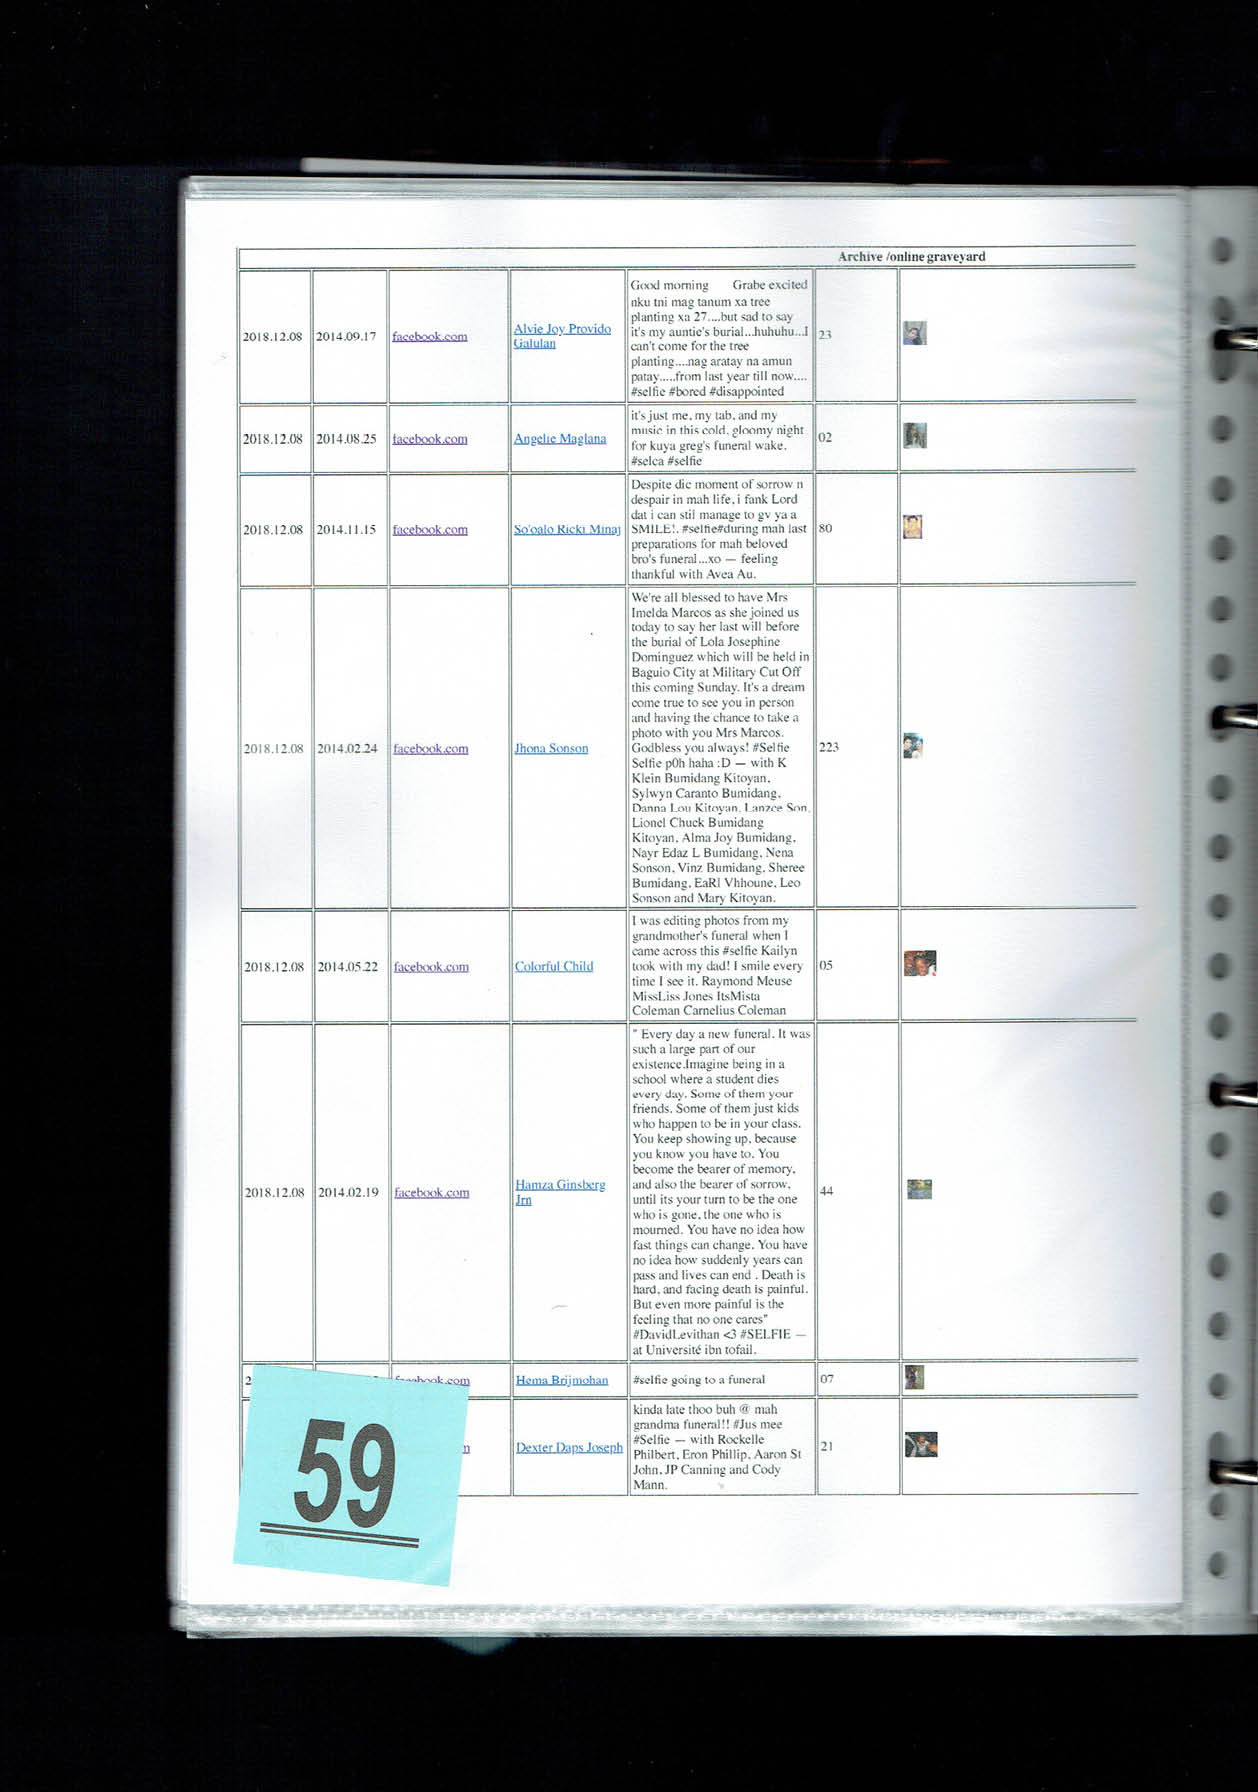 Archive /online graveyard
2018.12.08
2014.09.17
facebook.com
Alvie Joy Provido
Galulan
Good morning Grabe excited
nku tni mag tanum xa tree
planting xa 27....but sad to say
it's my auntie's burial...huhuhu...I
can't come for the tree
planting....nag aratay na amun
patay.....from last year till now....
#selfie #bored #disappointed
23
2018.12.08
2014.08.25
facebook.com
Angelie Maglana
it's just me, my tab, and my
music in this cold, gloomy night
for kuya greg's funeral wake.
#selca #selfie
02
2018.12.08
2014.11.15
facebook.com
So'oalo Ricki Minaj
Despite dic moment of sorrow n
despair in mah life, i fank Lord
dat i can stil manage to gv ya a
SMILE!. #selfie#during mah last
preparations for mah beloved
bro's funeral...xo — feeling
thankful with Avea Au.
80
2018.12.08
2014.02.24
facebook.com
Jhona Sonson
We're all blessed to have Mrs
Imelda Marcos as she joined us
today to say her last will before
the burial of Lola Josephine
Dominguez which will be held in
Baguio City at Military Cut Off
this coming Sunday. It's a dream
come true to see you in person
and having the chance to take a
photo with you Mrs Marcos.
Godbless you always! #Selfie
Selfie p0h haha :D — with K
Klein Bumidang Kitoyan,
Sylwyn Caranto Bumidang,
Danna Lou Kitoyan, Lanzce Son,
Lionel Chuck Bumidang
Kitoyan, Alma Joy Bumidang,
Nayr Edaz L Bumidang, Nena
Sonson, Vinz Bumidang, Sheree
Bumidang, EaRl Vhhoune, Leo
Sonson and Mary Kitoyan.
223
2018.12.08
2014.05.22
facebook.com
Colorful Child
I was editing photos from my
grandmother's funeral when I
came across this #selfie Kailyn
took with my dad! I smile every
time I see it. Raymond Meuse
MissLiss Jones ItsMista
Coleman Carnelius Coleman
05
2018.12.08
2014.02.19
facebook.com
Hamza Ginsberg
Jrn
" Every day a new funeral. It was
such a large part of our
existence.Imagine being in a
school where a student dies
every day. Some of them your
friends. Some of them just kids
who happen to be in your class.
You keep showing up, because
you know you have to. You
become the bearer of memory,
and also the bearer of sorrow,
until its your turn to be the one
who is gone, the one who is
mourned. You have no idea how
fast things can change. You have
no idea how suddenly years can
pass and lives can end . Death is
hard, and facing death is painful.
But even more painful is the
feeling that no one cares"
#DavidLevithan <3 #SELFIE —
at Université ibn tofail.
44
facebook.com
Hema Brijmohan
#selfie going to a funeral
07
Dexter Daps Joseph
kinda late thoo buh @ mah
grandma funeral!! #Jus mee
#Selfie — with Rockelle
Philbert, Eron Phillip, Aaron St
John, JP Canning and Cody
Mann.
21
59